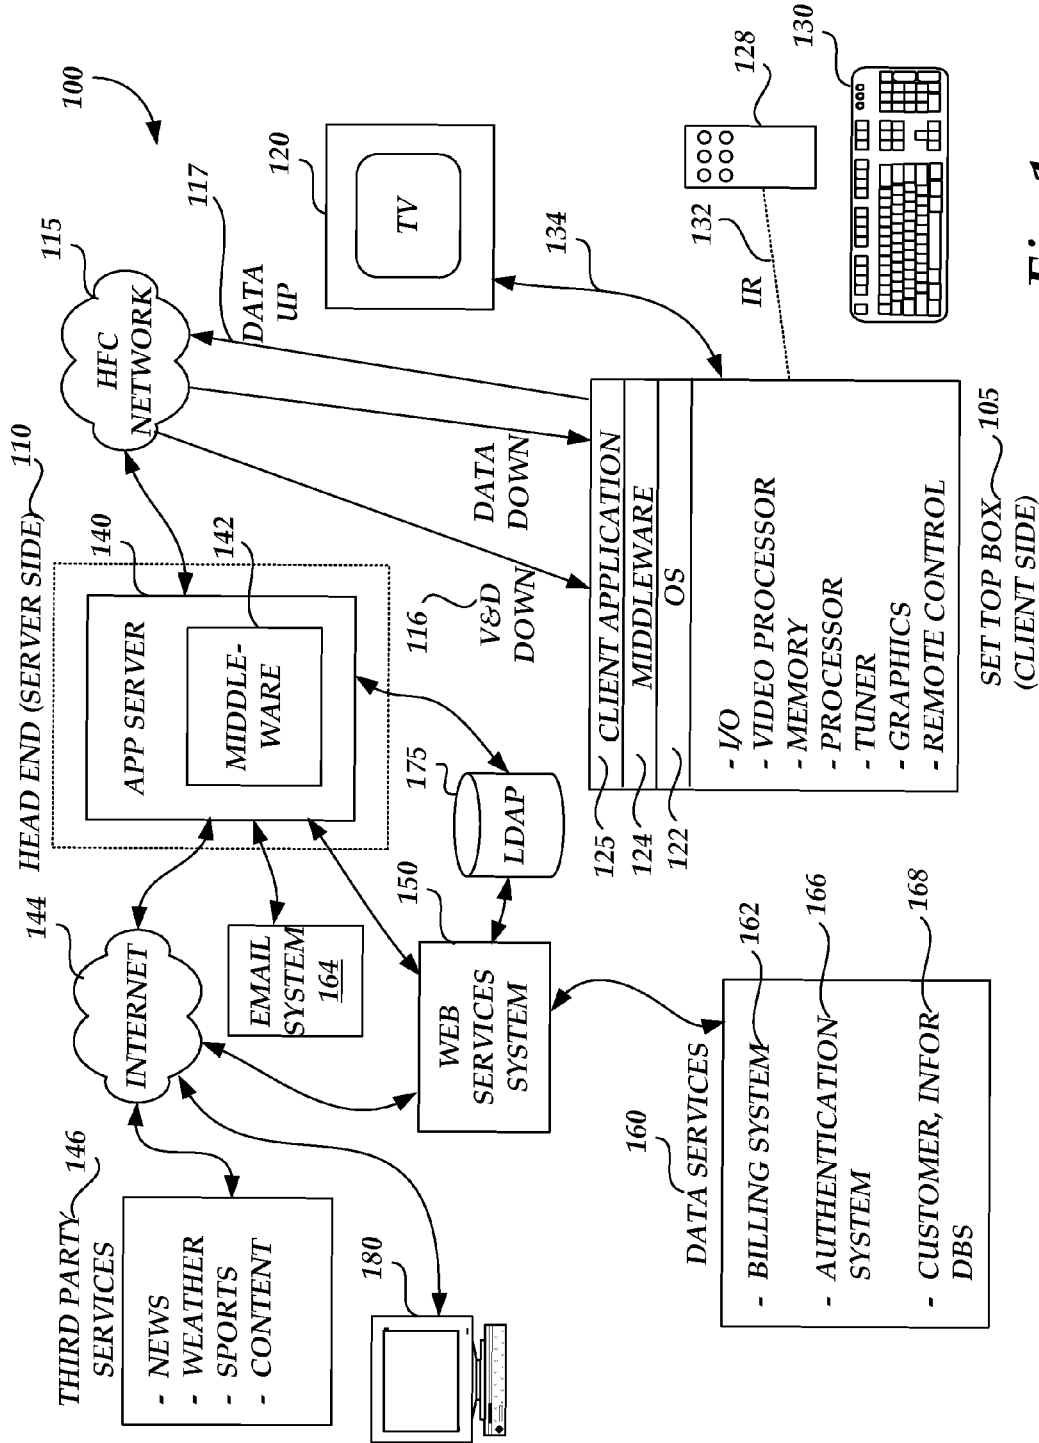 100
HEAD END (SERVER SIDE)
110
115
HFC
NETWORK
117
DATA
UP
120
TV
134
128
130
132
IR
140
APP SERVER
142
MIDDLE-
WARE
116
V&D
DOWN
DATA
DOWN
144
INTERNET
EMAIL
SYSTEM
164
175
LDAP
150
WEB
SERVICES
SYSTEM
THIRD PARTY
SERVICES
146
- NEWS
- WEATHER
- SPORTS
- CONTENT
180
160
DATA SERVICES
- BILLING SYSTEM
162
- AUTHENTICATION
SYSTEM
166
- CUSTOMER, INFOR
DBS
168
125
CLIENT APPLICATION
124
MIDDLEWARE
122
OS
- I/O
- VIDEO PROCESSOR
- MEMORY
- PROCESSOR
- TUNER
- GRAPHICS
- REMOTE CONTROL
SET TOP BOX
(CLIENT SIDE)
105